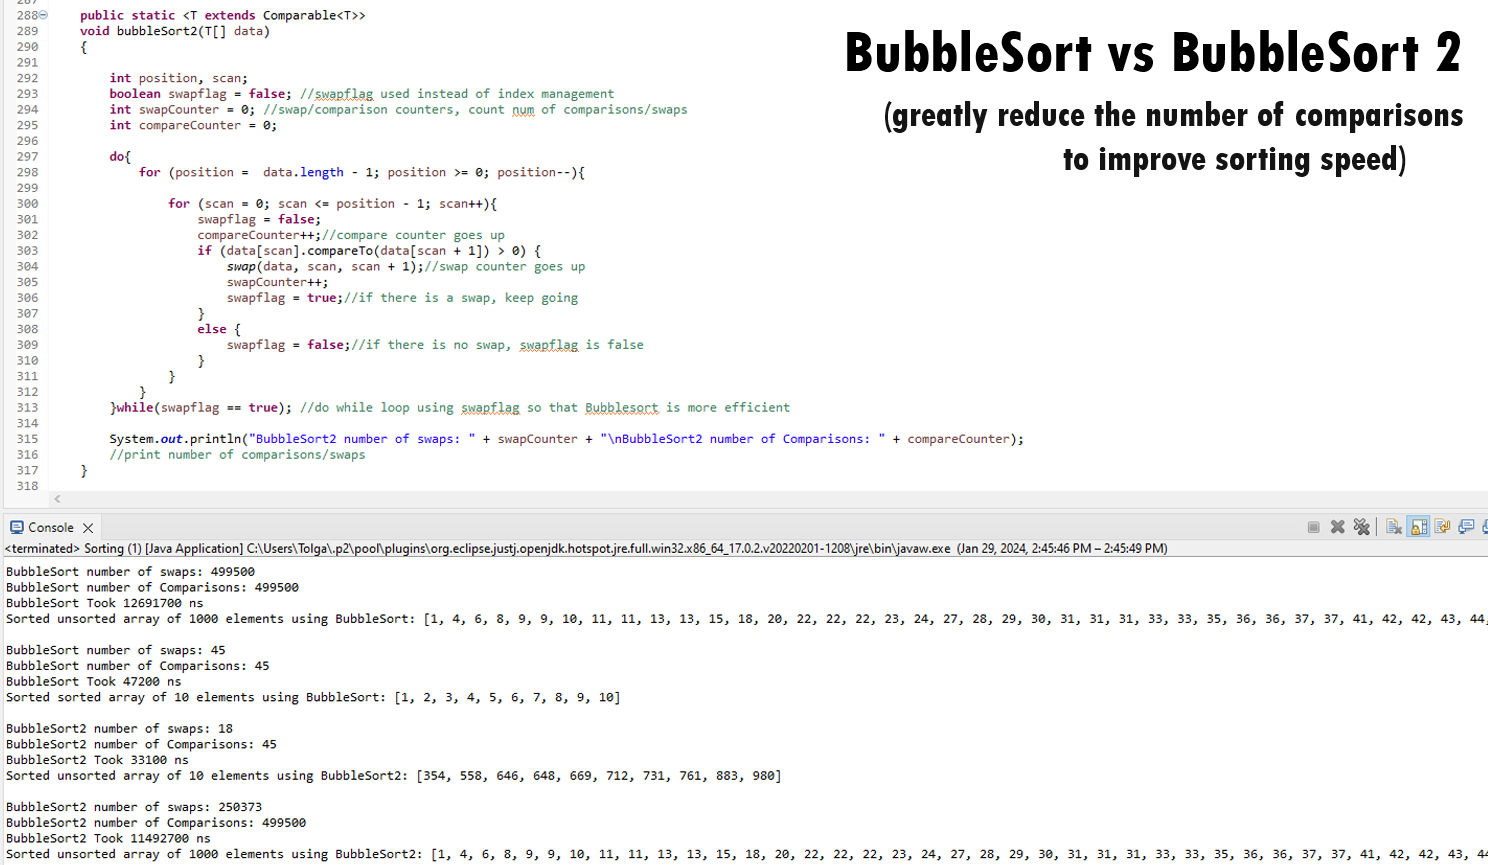 287
288 public static <T extends Comparable<T>>
289 void bubbleSort2(T[] data)
290 {
291
292 int position, scan;
293 boolean swapflag = false; //swapflag used instead of index management
294 int swapCounter = 0; //swap/comparison counters, count num of comparisons/swaps
295 int compareCounter = 0;
296
297 do{
298 for (position =  data.length - 1; position >= 0; position--){
299
300 for (scan = 0; scan <= position - 1; scan++){
301 swapflag = false;
302 compareCounter++;//compare counter goes up
303 if (data[scan].compareTo(data[scan + 1]) > 0) {
304 swap(data, scan, scan + 1);//swap counter goes up
305 swapCounter++;
306 swapflag = true;//if there is a swap, keep going
307 }
308 else {
309 swapflag = false;//if there is no swap, swapflag is false
310 }
311 }
312 }
313 }while(swapflag == true); //do while loop using swapflag so that Bubblesort is more efficient
314
315 System.out.println("BubbleSort2 number of swaps: " + swapCounter + "\nBubbleSort2 number of Comparisons: " + compareCounter);
316 //print number of comparisons/swaps
317 }
318
BubbleSort vs BubbleSort 2
(greatly reduce the number of comparisons
to improve sorting speed)
Console
<terminated> Sorting (1) [Java Application] C:\Users\Tolga\.p2\pool\plugins\org.eclipse.justj.openjdk.hotspot.jre.full.win32.x86_64_17.0.2.v20220201-1208\jre\bin\javaw.exe (Jan 29, 2024, 2:45:46 PM – 2:45:49 PM)
BubbleSort number of swaps: 499500
BubbleSort number of Comparisons: 499500
BubbleSort Took 12691700 ns
Sorted unsorted array of 1000 elements using BubbleSort: [1, 4, 6, 8, 9, 9, 10, 11, 11, 13, 13, 15, 18, 20, 22, 22, 22, 23, 24, 27, 28, 29, 30, 31, 31, 31, 33, 33, 35, 36, 36, 37, 37, 41, 42, 42, 43, 44,
BubbleSort number of swaps: 45
BubbleSort number of Comparisons: 45
BubbleSort Took 47200 ns
Sorted sorted array of 10 elements using BubbleSort: [1, 2, 3, 4, 5, 6, 7, 8, 9, 10]
BubbleSort2 number of swaps: 18
BubbleSort2 number of Comparisons: 45
BubbleSort2 Took 33100 ns
Sorted unsorted array of 10 elements using BubbleSort2: [354, 558, 646, 648, 669, 712, 731, 761, 883, 980]
BubbleSort2 number of swaps: 250373
BubbleSort2 number of Comparisons: 499500
BubbleSort2 Took 11492700 ns
Sorted unsorted array of 1000 elements using BubbleSort2: [1, 4, 6, 8, 9, 9, 10, 11, 11, 13, 13, 15, 18, 20, 22, 22, 22, 23, 24, 27, 28, 29, 30, 31, 31, 31, 33, 33, 35, 36, 36, 37, 37, 41, 42, 42, 43, 44